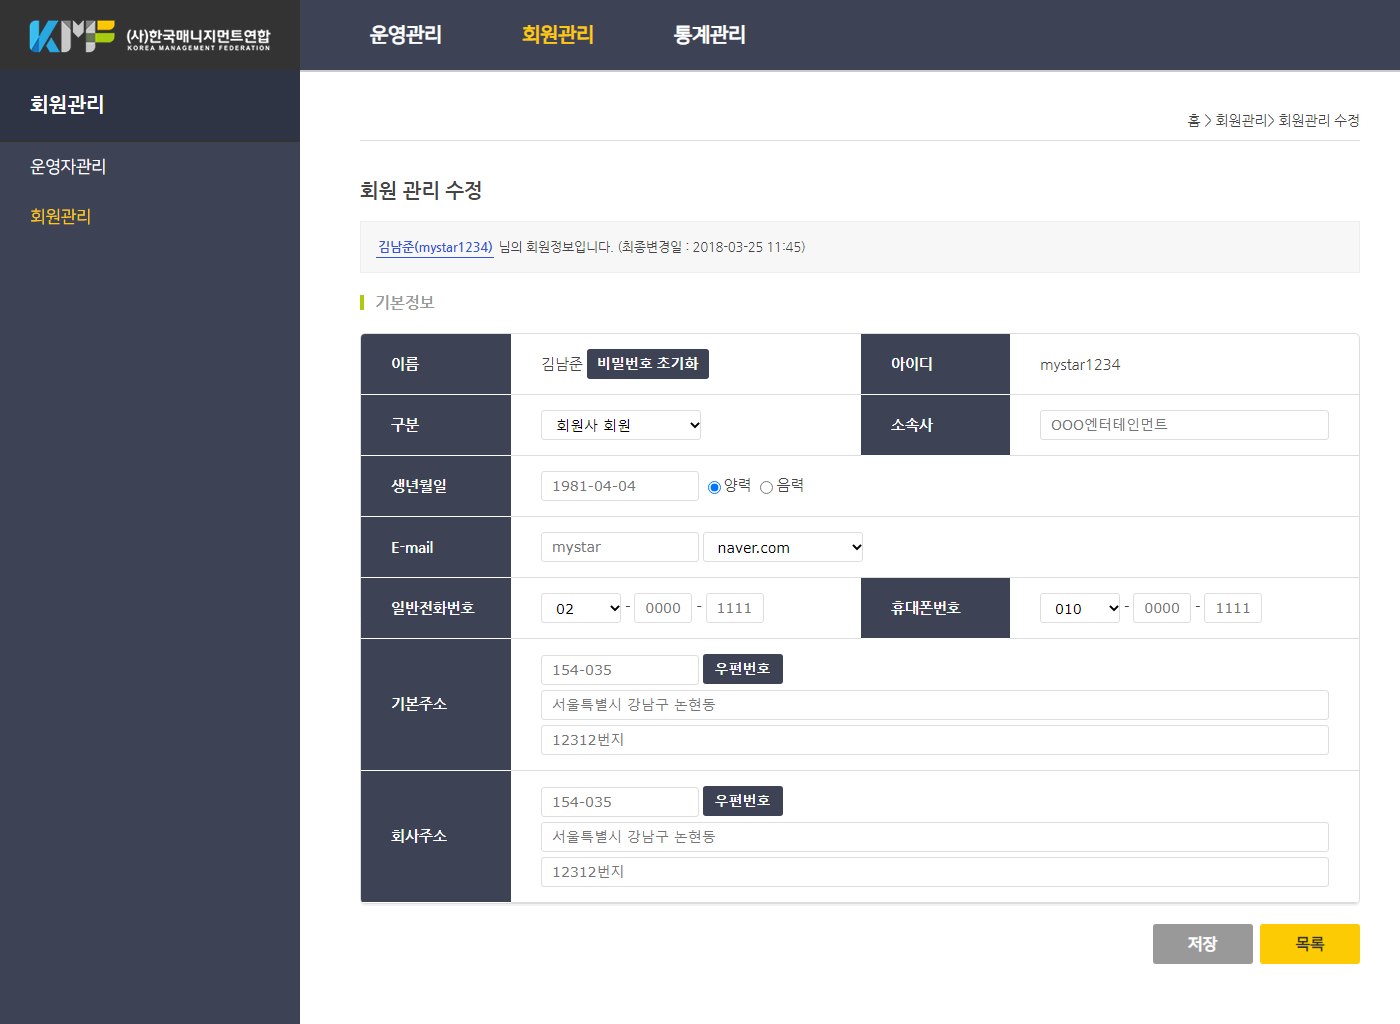 KMF (사)한국매니지먼트연합
KOREA MANAGEMENT FEDERATION
운영관리 회원관리 통계관리
회원관리
운영자관리
회원관리
홈 > 회원관리> 회원관리 수정
회원 관리 수정
김남준(mystar1234) 님의 회원정보입니다. (최종변경일 : 2018-03-25 11:45)
기본정보
이름 김남준 비밀번호 초기화 아이디 mystar1234
구분 회원사 회원 소속사 OOO엔터테인먼트
생년월일 1981-04-04 양력 음력
E-mail mystar naver.com
일반전화번호 02 - 0000 - 1111 휴대폰번호 010 - 0000 - 1111
기본주소 154-035 우편번호
서울특별시 강남구 논현동
12312번지
회사주소 154-035 우편번호
서울특별시 강남구 논현동
12312번지
저장 목록